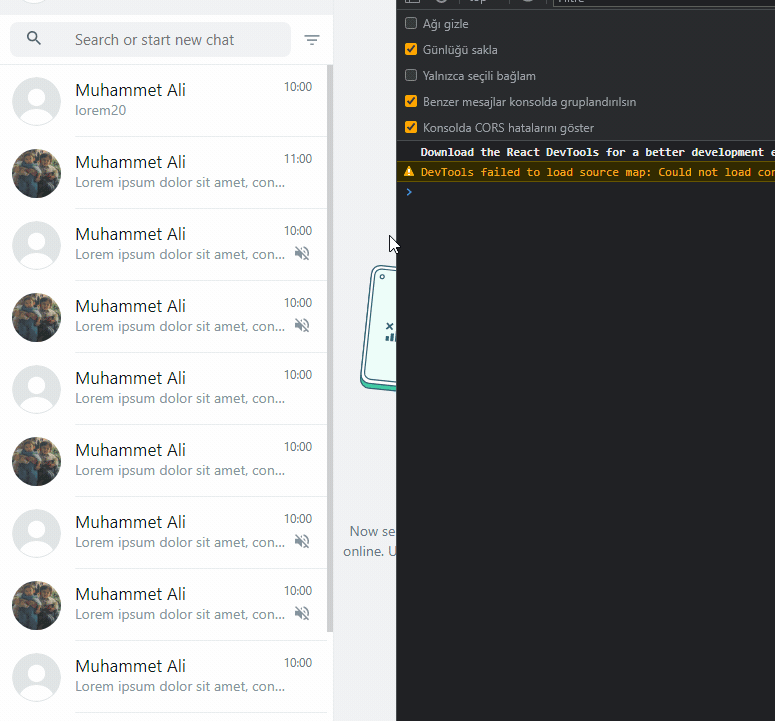 Search or start new chat
Muhammet Ali
10:00
lorem20
Muhammet Ali
11:00
Lorem ipsum dolor sit amet, con...
Muhammet Ali
10:00
Lorem ipsum dolor sit amet, con...
Muhammet Ali
10:00
Lorem ipsum dolor sit amet, con...
Muhammet Ali
10:00
Lorem ipsum dolor sit amet, con...
Muhammet Ali
10:00
Lorem ipsum dolor sit amet, con...
Muhammet Ali
10:00
Lorem ipsum dolor sit amet, con...
Muhammet Ali
10:00
Lorem ipsum dolor sit amet, con...
Muhammet Ali
10:00
Lorem ipsum dolor sit amet, con...
Now se
online. U
Ağı gizle
Günlüğü sakla
Yalnızca seçili bağlam
Benzer mesajlar konsolda gruplandırılsın
Konsolda CORS hatalarını göster
Download the React DevTools for a better development e
DevTools failed to load source map: Could not load con